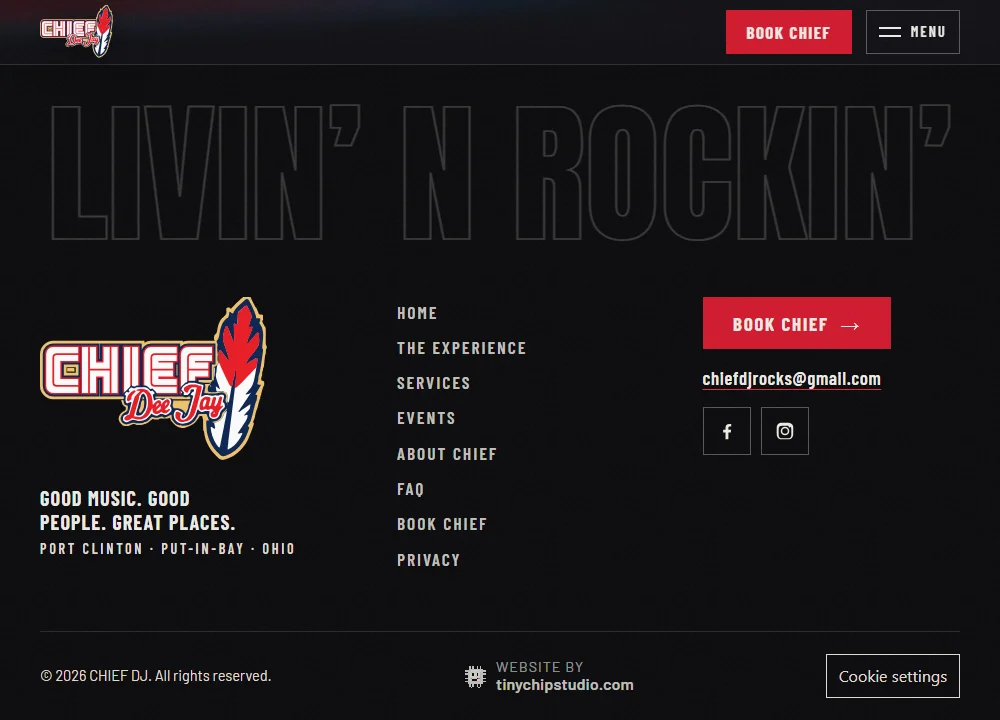 CHIEF
Dee Jay
BOOK CHIEF
MENU
LIVIN’ N ROCKIN’
CHIEF
Dee Jay
GOOD MUSIC. GOOD
PEOPLE. GREAT PLACES.
PORT CLINTON · PUT-IN-BAY · OHIO
HOME
THE EXPERIENCE
SERVICES
EVENTS
ABOUT CHIEF
FAQ
BOOK CHIEF
PRIVACY
BOOK CHIEF →
chiefdjrocks@gmail.com
© 2026 CHIEF DJ. All rights reserved.
WEBSITE BY
tinychipstudio.com
Cookie settings